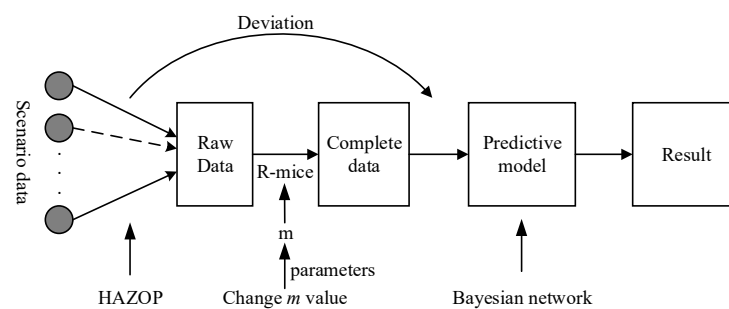 Deviation
Scenario data
Raw
Data
R-mice
Complete
data
Predictive
model
Result
m
parameters
HAZOP
Change m value
Bayesian network